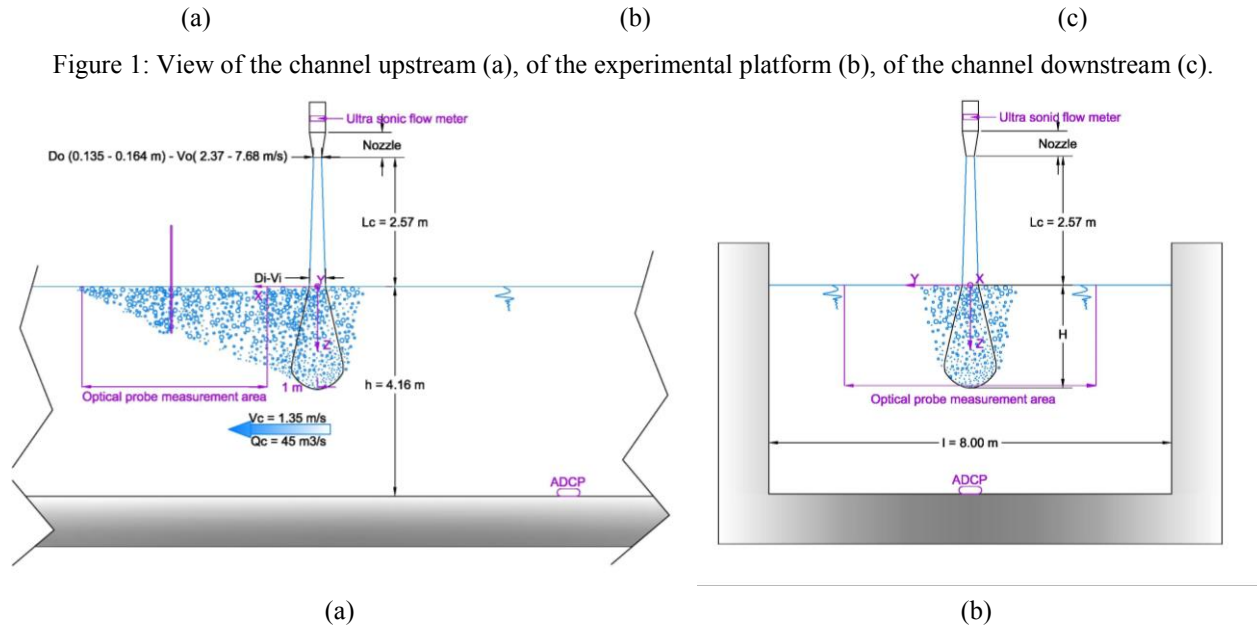 (a) (b) (c)
Figure 1: View of the channel upstream (a), of the experimental platform (b), of the channel downstream (c).
Ultra sonic flow meter
Nozzle
Do (0.135 - 0.164 m) - Vo( 2.37 - 7.68 m/s)
Lc = 2.57 m
Di-Vi
Y
X
Z
1 m
h = 4.16 m
Optical probe measurement area
Vc = 1.35 m/s
Qc = 45 m3/s
ADCP
Ultra sonid flow meter
Nozzle
Lc = 2.57 m
Y
X
Z
H
Optical probe measurement area
l = 8.00 m
ADCP
(a) (b)